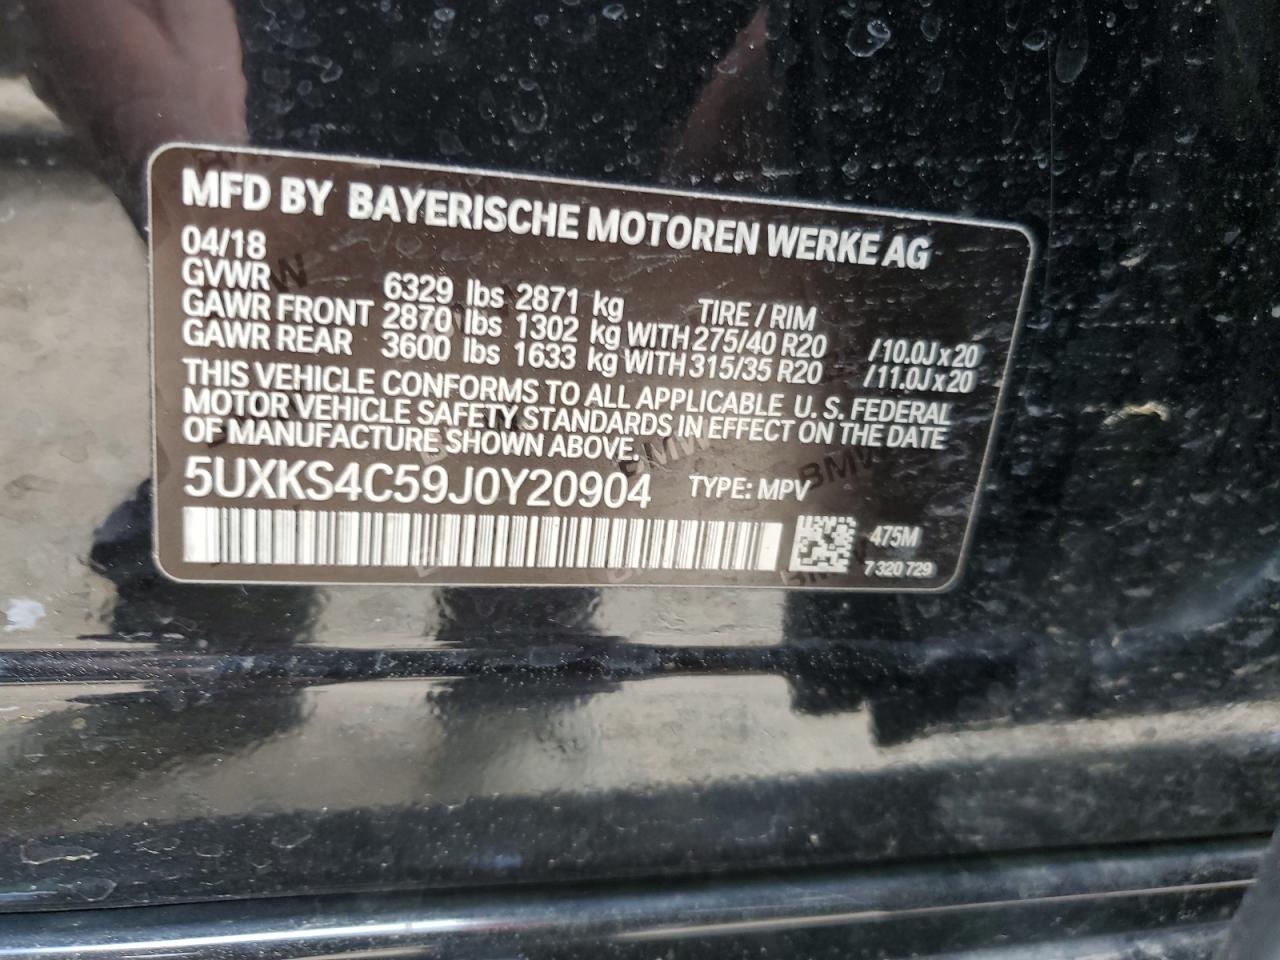 MFD BY BAYERISCHE MOTOREN WERKE AG
04/18
GVWR 6329 lbs 2871 kg TIRE / RIM
GAWR FRONT 2870 lbs 1302 kg WITH 275/40 R20 /10.0J x 20
GAWR REAR 3600 lbs 1633 kg WITH 315/35 R20 /11.0J x 20
THIS VEHICLE CONFORMS TO ALL APPLICABLE U. S. FEDERAL
MOTOR VEHICLE SAFETY STANDARDS IN EFFECT ON THE DATE
OF MANUFACTURE SHOWN ABOVE.
5UXKS4C59J0Y20904 TYPE: MPV
475M
7 320 729